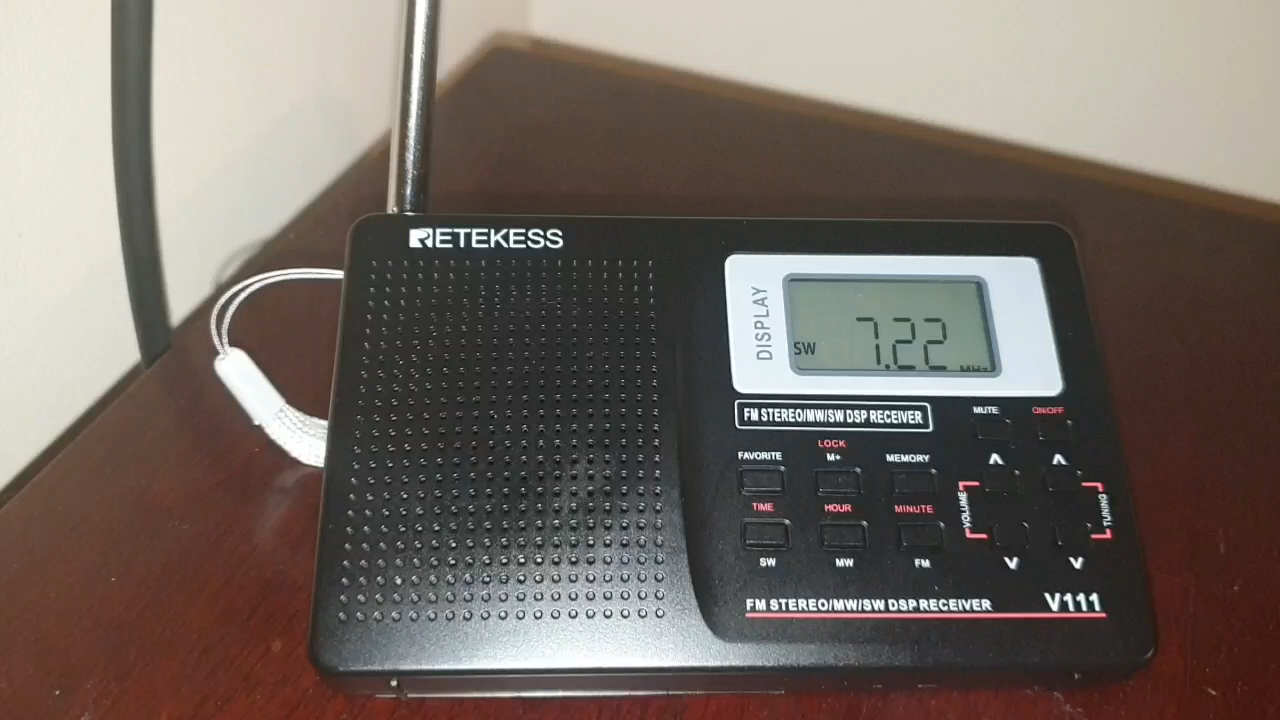 RETEKESS
DISPLAY
7.22
SW
MHz
FM STEREO/MW/SW DSP RECEIVER
MUTE
ON/OFF
LOCK
FAVORITE
M+
MEMORY
TIME
HOUR
MINUTE
VOLUME
TUNING
SW
MW
FM
FM STEREO/MW/SW DSP RECEIVER
V111